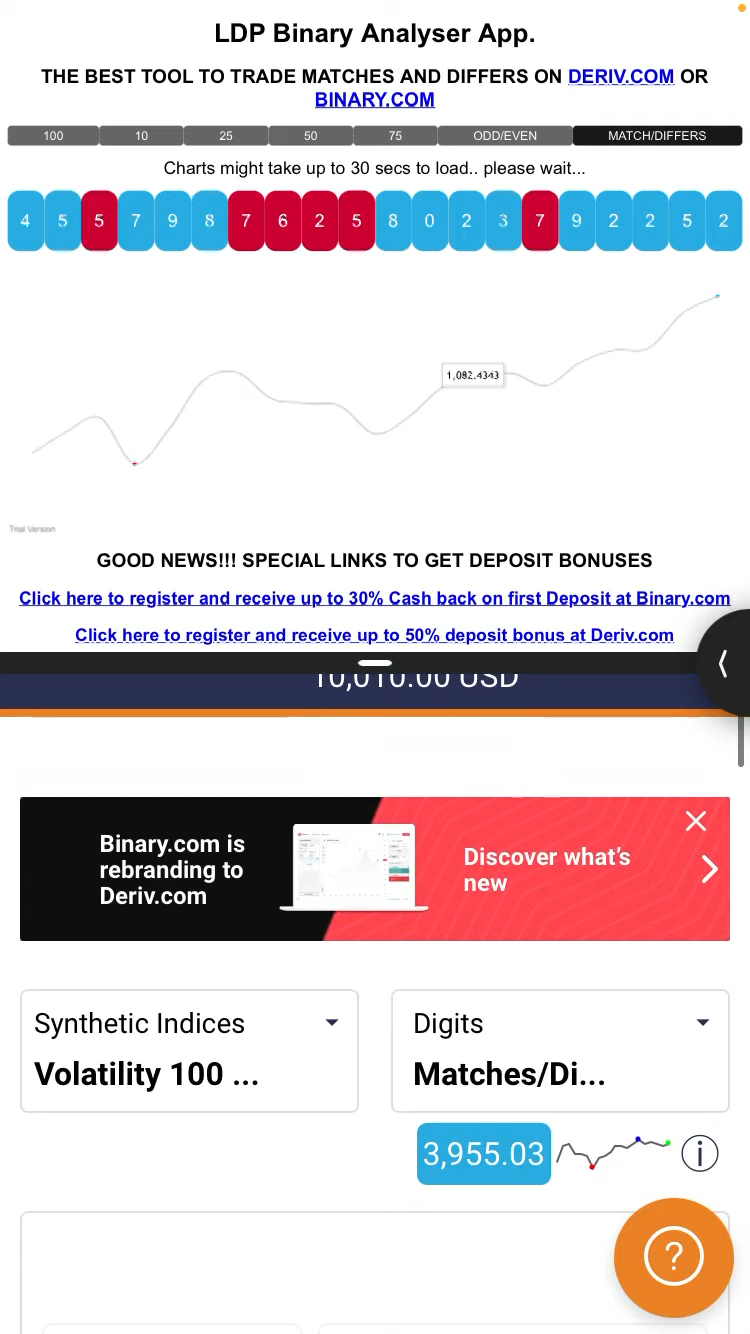 LDP Binary Analyser App.
THE BEST TOOL TO TRADE MATCHES AND DIFFERS ON DERIV.COM OR
BINARY.COM
100 10 25 50 75 ODD/EVEN MATCH/DIFFERS
Charts might take up to 30 secs to load.. please wait...
4 5 5 7 9 8 7 6 2 5 8 0 2 3 7 9 2 2 5 2
1,082.4343
Trial Version
GOOD NEWS!!! SPECIAL LINKS TO GET DEPOSIT BONUSES
Click here to register and receive up to 30% Cash back on first Deposit at Binary.com
Click here to register and receive up to 50% deposit bonus at Deriv.com
10,010.00 USD
Binary.com is
rebranding to
Deriv.com
Discover what's
new
Synthetic Indices
Volatility 100 ...
Digits
Matches/Di...
3,955.03